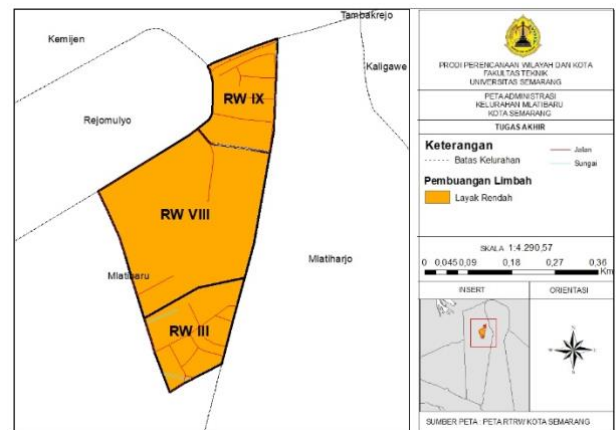 Tambakrejo
Kemijen
Kaligawe
RW IX
Rejomulyo
RW VIII
Mlatiharjo
Mlatibaru
RW III
PRODI PERENCANAAN WILAYAH DAN KOTA
FAKULTAS TEKNIK
UNIVERSITAS SEMARANG
PETA ADMINISTRASI
KELURAHAN MLATIBARU
KOTA SEMARANG
TUGAS AKHIR
Keterangan
Batas Kelurahan
Jalan
Sungai
Pembuangan Limbah
Layak Rendah
SKALA 1:4.290,57
0 0,045 0,09 0,18 0,27 0,36
Km
INSERT
ORIENTASI
SUMBER PETA : PETA RTRW KOTA SEMARANG